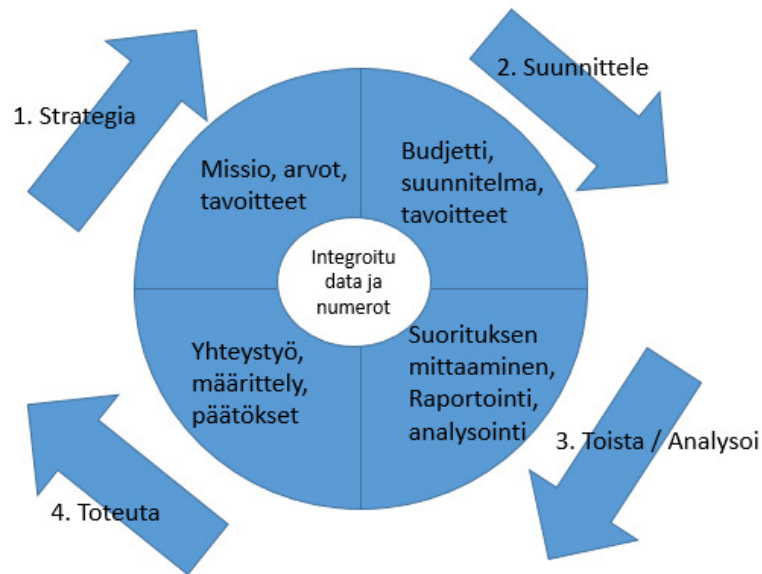 1. Strategia
2. Suunnittele
Missio, arvot,
tavoitteet
Budjetti,
suunnitelma,
tavoitteet
Integroitu
data ja
numerot
Yhteystyö,
määrittely,
päätökset
Suorituksen
mittaaminen,
Raportointi,
analysointi
3. Toista / Analysoi
4. Toteuta